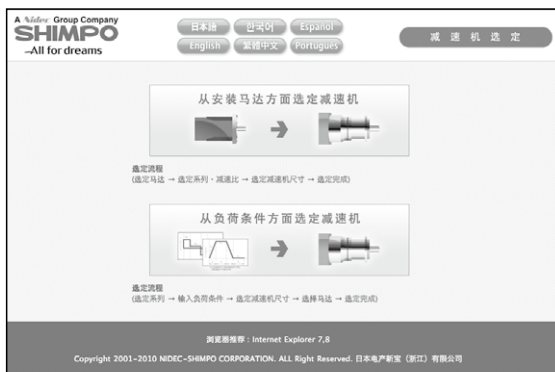 A Nidec Group Company
SHIMPO
All for dreams
日本語 한국어 Español
English 繁體中文 Português
减速机选定
从安装马达方面选定减速机
选定流程
(选定马达 → 选定系列・减速比 → 选定减速机尺寸 → 选定完成)
从负荷条件方面选定减速机
选定流程
(选定系列 → 输入负荷条件 → 选定减速机尺寸 → 选择马达 → 选定完成)
浏览器推荐：Internet Explorer 7,8
Copyright 2001-2010 NIDEC-SHIMPO CORPORATION. ALL Right Reserved. 日本电产新宝（浙江）有限公司